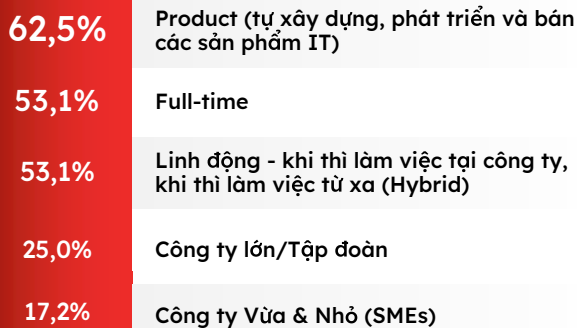 62,5%
Product (tự xây dựng, phát triển và bán
các sản phẩm IT)
53,1%
Full-time
53,1%
Linh động - khi thì làm việc tại công ty,
khi thì làm việc từ xa (Hybrid)
25,0%
Công ty lớn/Tập đoàn
17,2%
Công ty Vừa & Nhỏ (SMEs)